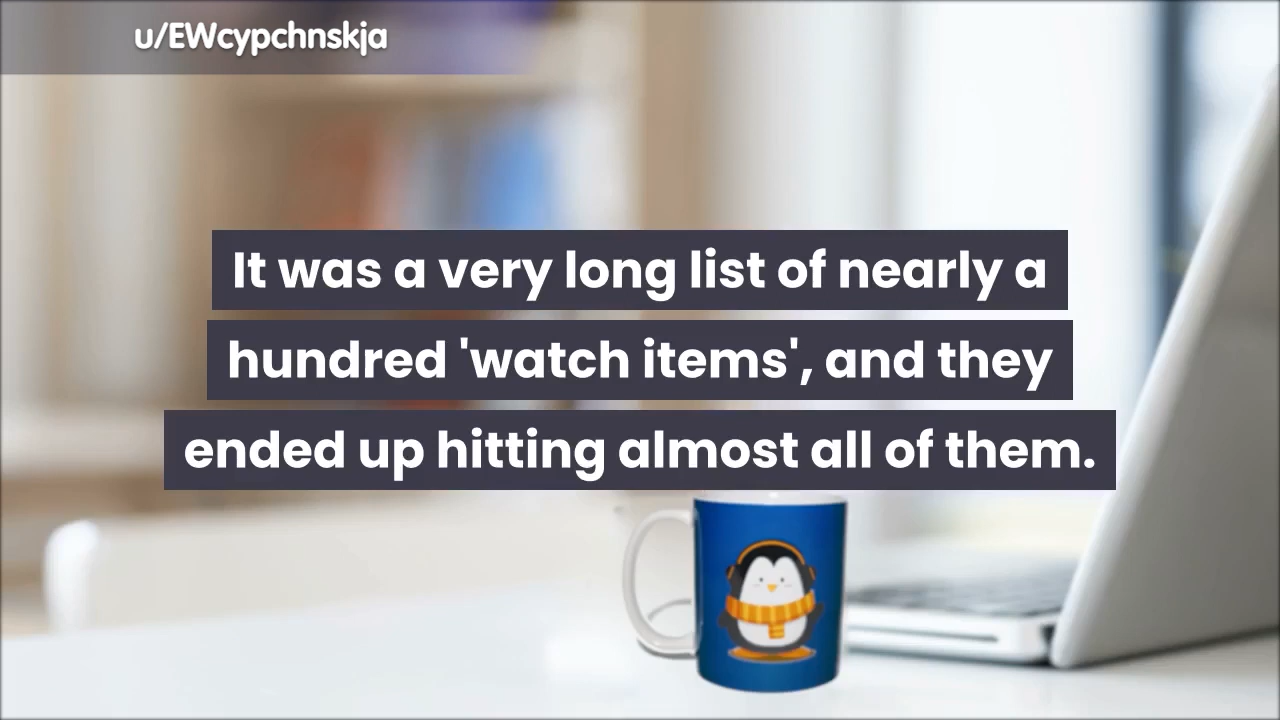 u/EWcypchnskja
It was a very long list of nearly a
hundred 'watch items', and they
ended up hitting almost all of them.